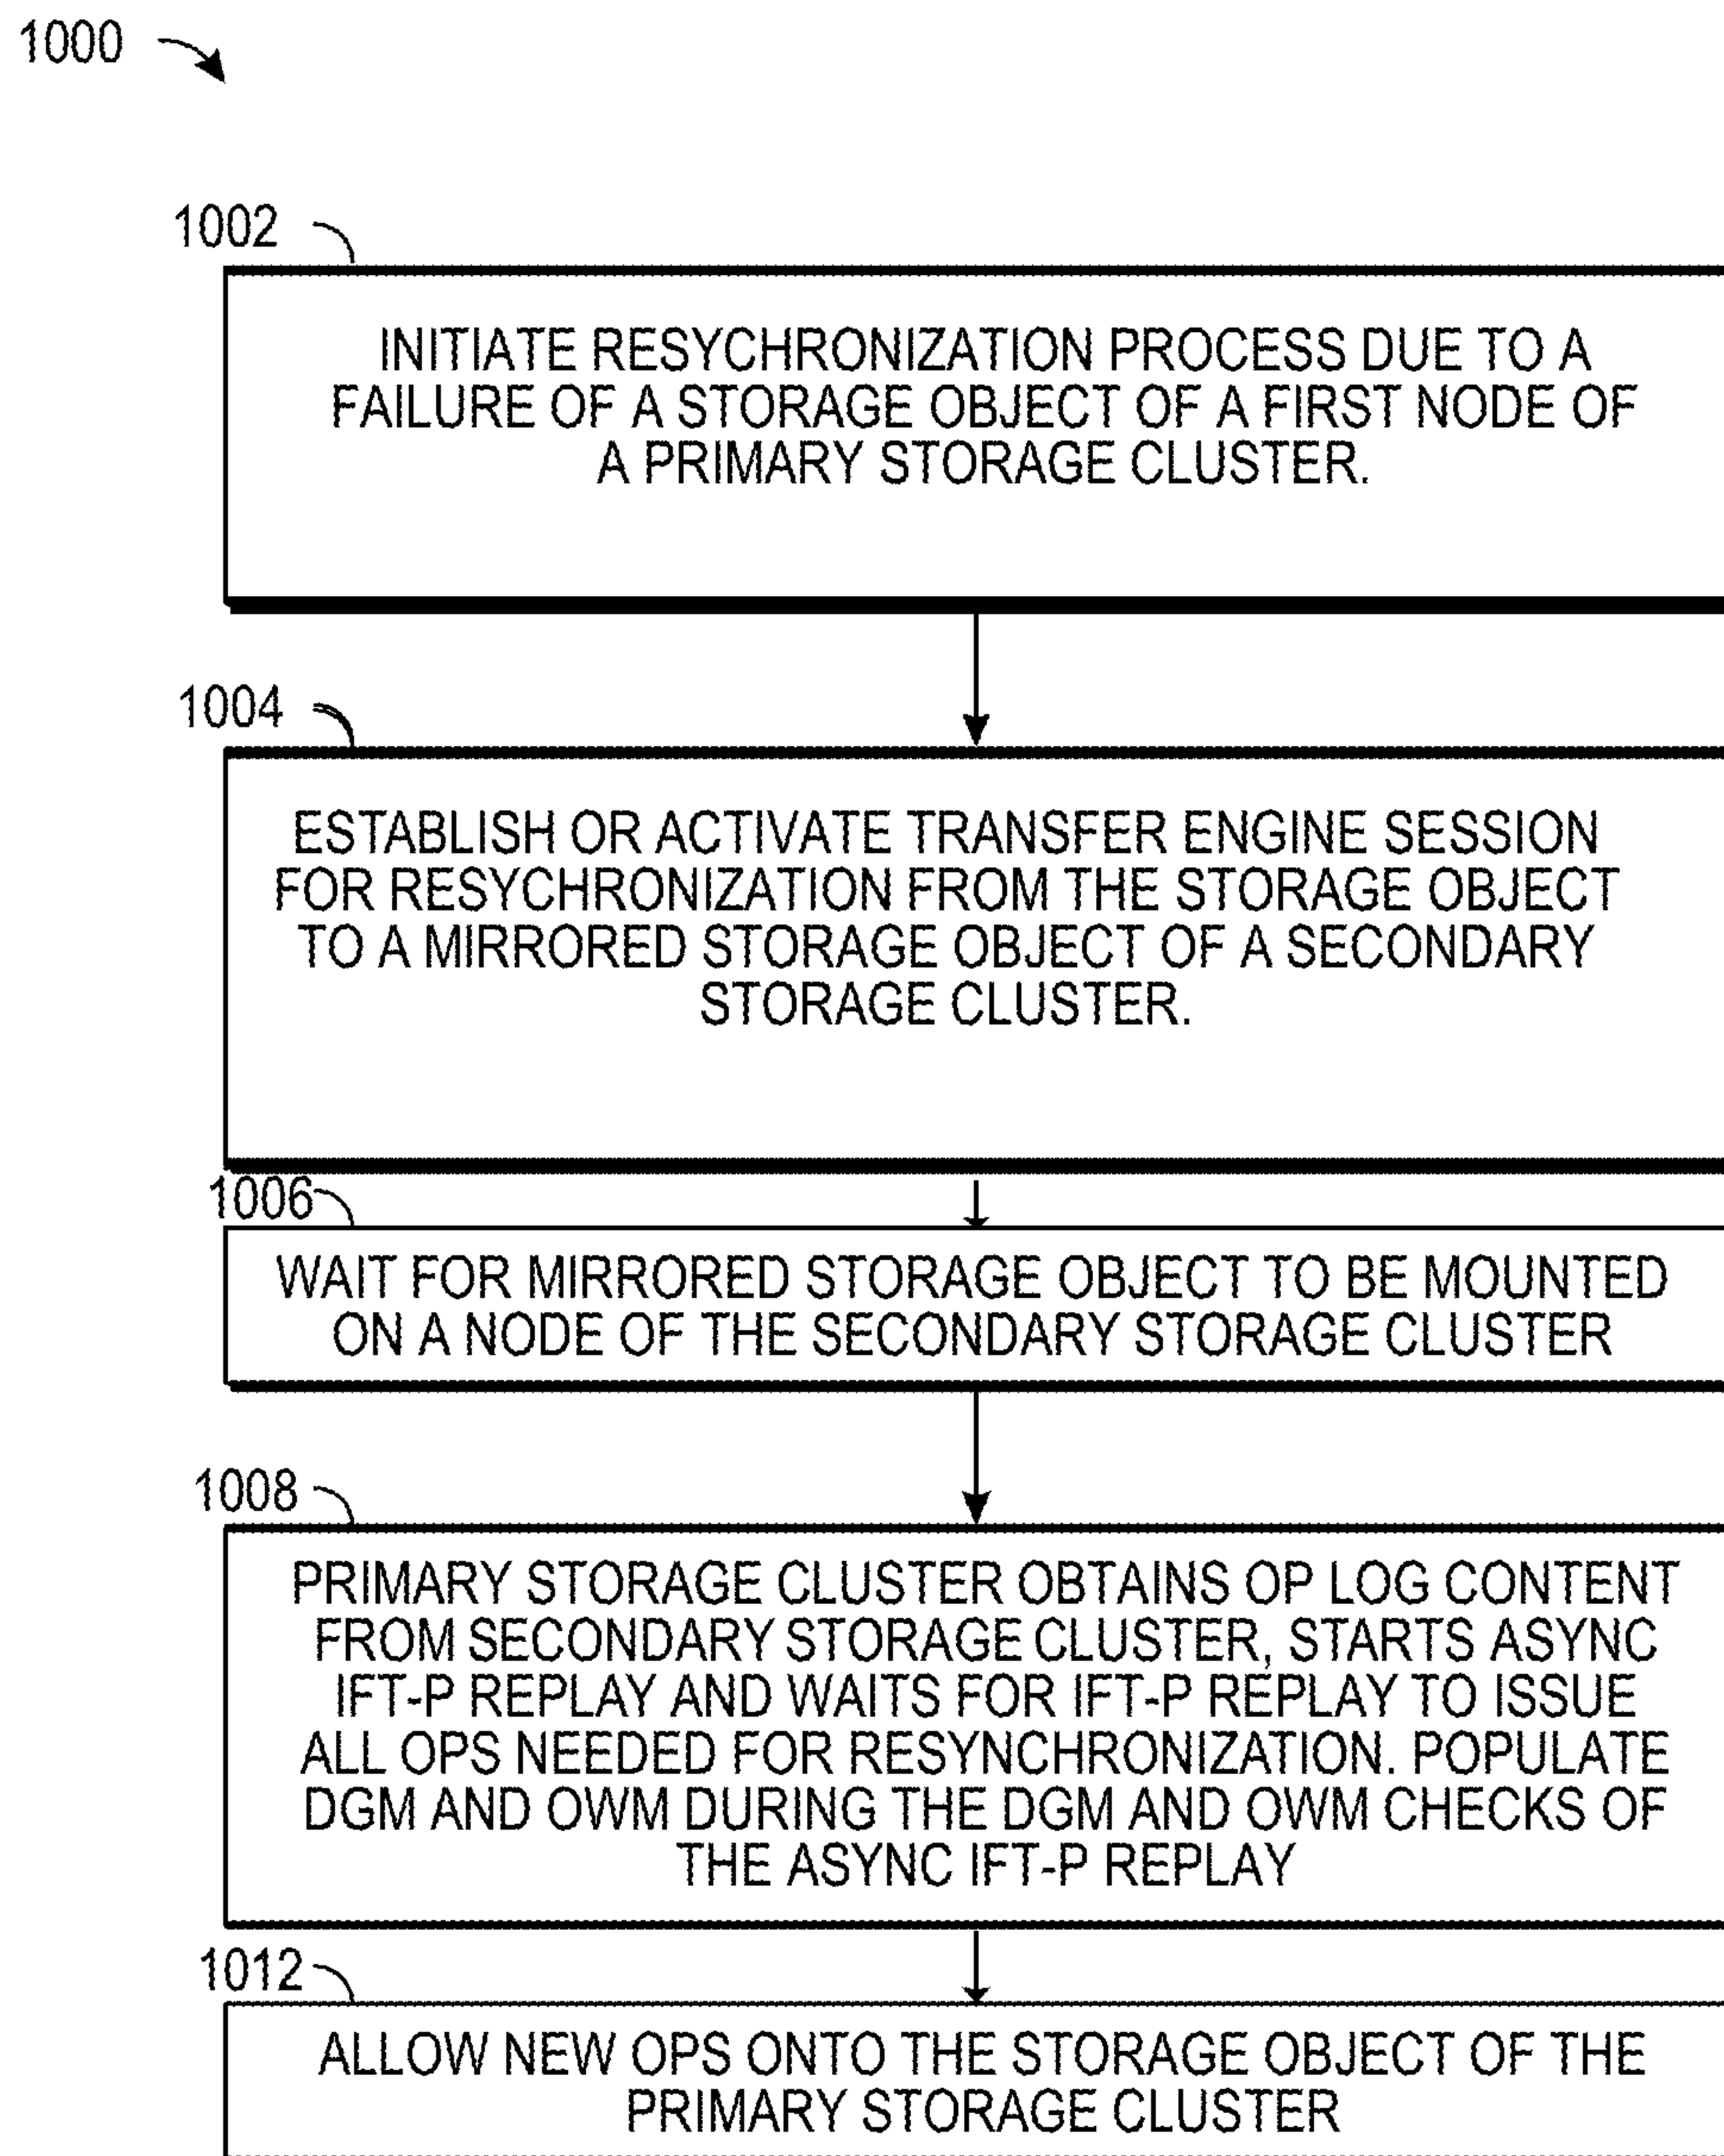 1000
1002
INITIATE RESYCHRONIZATION PROCESS DUE TO A
FAILURE OF A STORAGE OBJECT OF A FIRST NODE OF
A PRIMARY STORAGE CLUSTER.
1004
ESTABLISH OR ACTIVATE TRANSFER ENGINE SESSION
FOR RESYCHRONIZATION FROM THE STORAGE OBJECT
TO A MIRRORED STORAGE OBJECT OF A SECONDARY
STORAGE CLUSTER.
1006
WAIT FOR MIRRORED STORAGE OBJECT TO BE MOUNTED
ON A NODE OF THE SECONDARY STORAGE CLUSTER
1008
PRIMARY STORAGE CLUSTER OBTAINS OP LOG CONTENT
FROM SECONDARY STORAGE CLUSTER, STARTS ASYNC
IFT-P REPLAY AND WAITS FOR IFT-P REPLAY TO ISSUE
ALL OPS NEEDED FOR RESYNCHRONIZATION. POPULATE
DGM AND OWM DURING THE DGM AND OWM CHECKS OF
THE ASYNC IFT-P REPLAY
1012
ALLOW NEW OPS ONTO THE STORAGE OBJECT OF THE
PRIMARY STORAGE CLUSTER